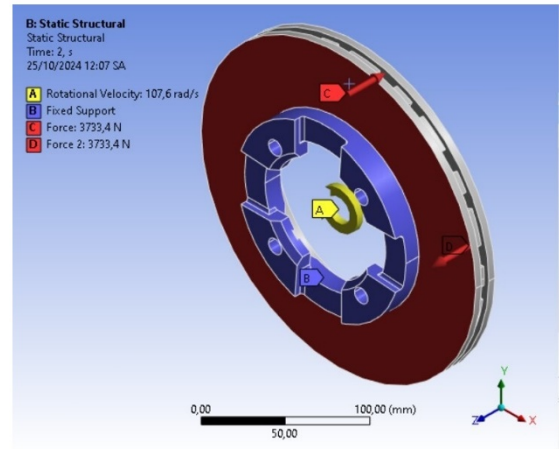 B: Static Structural
Static Structural
Time: 2, s
25/10/2024 12:07 SA
A Rotational Velocity: 107,6 rad/s
B Fixed Support
C Force: 3733,4 N
D Force 2: 3733,4 N
C
A
D
B
Y
0,00 100,00 (mm)
Z X
50,00